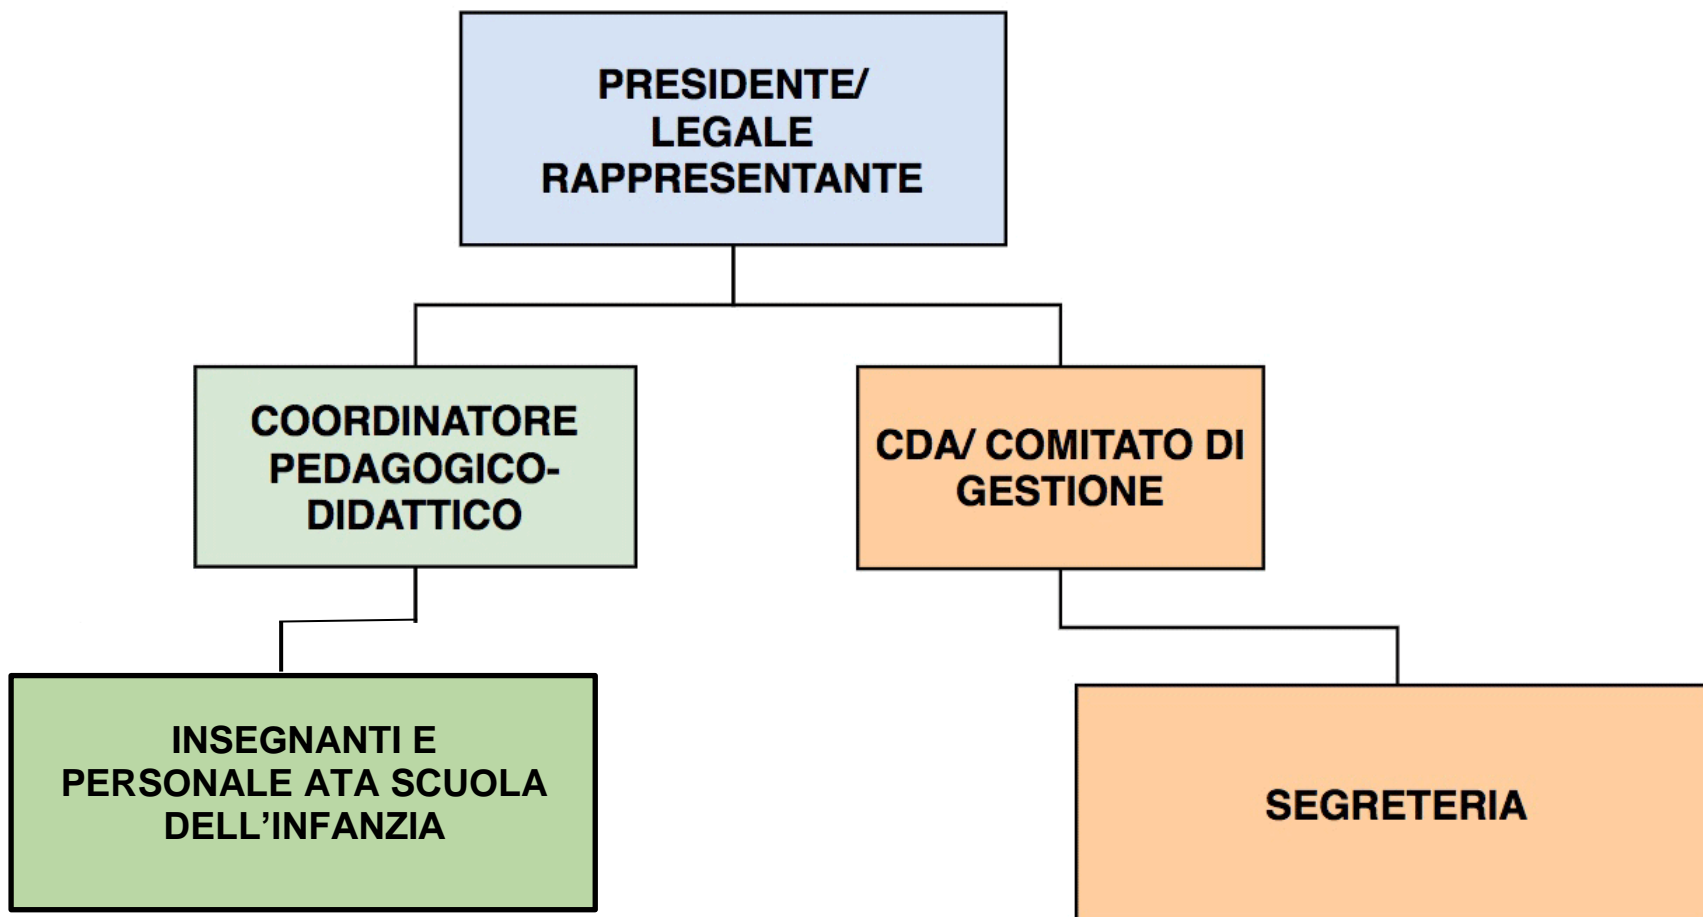 PRESIDENTE/
LEGALE
RAPPRESENTANTE
COORDINATORE
PEDAGOGICO-
DIDATTICO
CDA/ COMITATO DI
GESTIONE
INSEGNANTI E
PERSONALE ATA SCUOLA
DELL’INFANZIA
SEGRETERIA